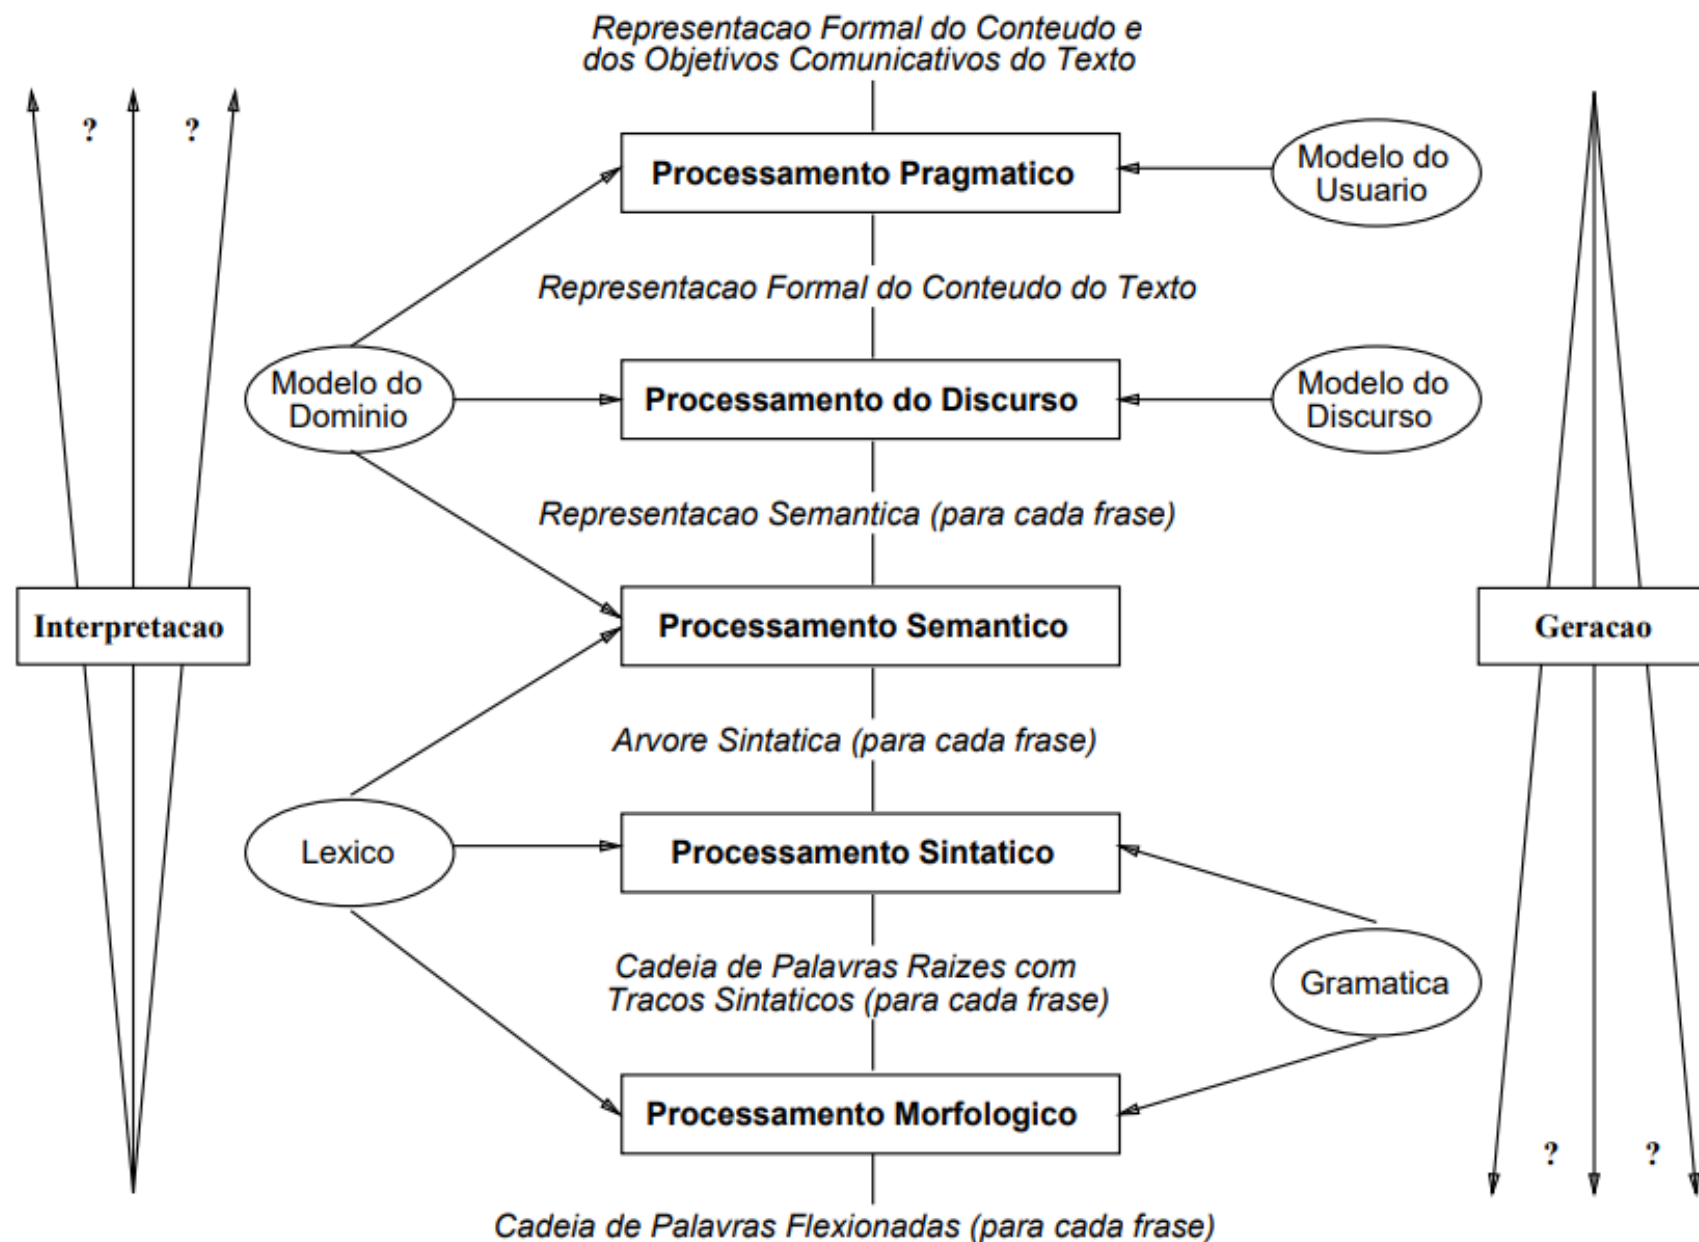 Representacao Formal do Conteudo e
dos Objetivos Comunicativos do Texto
? ?
Processamento Pragmatico
Modelo do
Usuario
Representacao Formal do Conteudo do Texto
Modelo do
Dominio
Processamento do Discurso
Modelo do
Discurso
Representacao Semantica (para cada frase)
Interpretacao
Processamento Semantico
Geracao
Arvore Sintatica (para cada frase)
Lexico
Processamento Sintatico
Cadeia de Palavras Raizes com
Tracos Sintaticos (para cada frase)
Gramatica
Processamento Morfologico
? ?
Cadeia de Palavras Flexionadas (para cada frase)